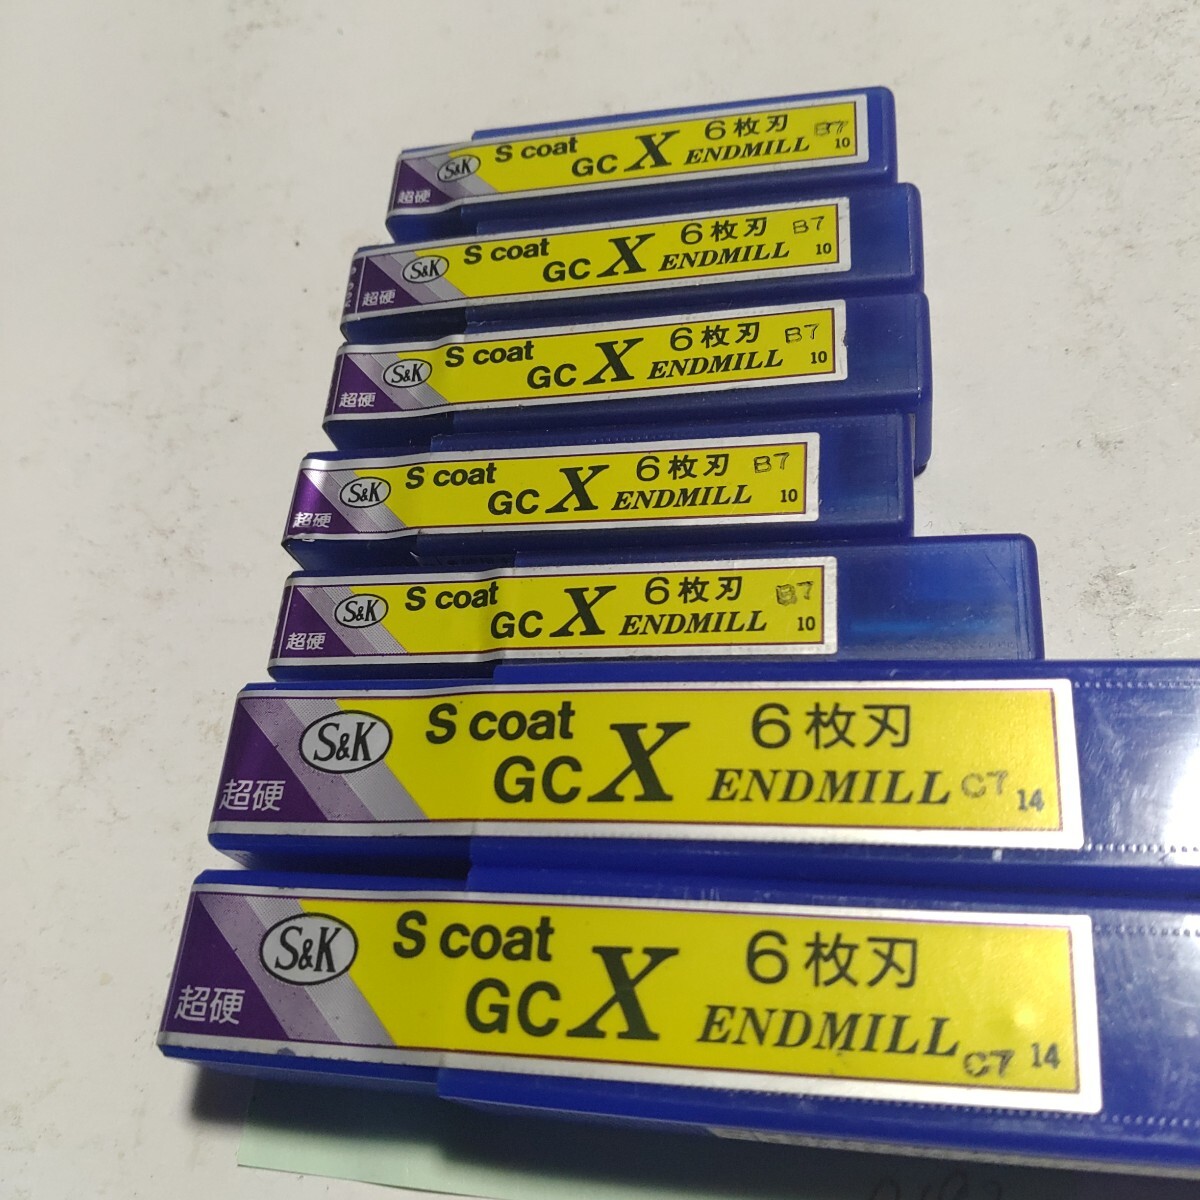 S&K S coat GC X 6枚刃 ENDMILL B7 10
超硬
S&K S coat GC X 6枚刃 ENDMILL B7 10
超硬
S&K S coat GC X 6枚刃 ENDMILL B7 10
超硬
S&K S coat GC X 6枚刃 ENDMILL B7 10
超硬
S&K S coat GC X 6枚刃 ENDMILL B7 10
超硬
S&K S coat GC X 6枚刃 ENDMILL C7 14
超硬
S&K S coat GC X 6枚刃 ENDMILL C7 14
超硬